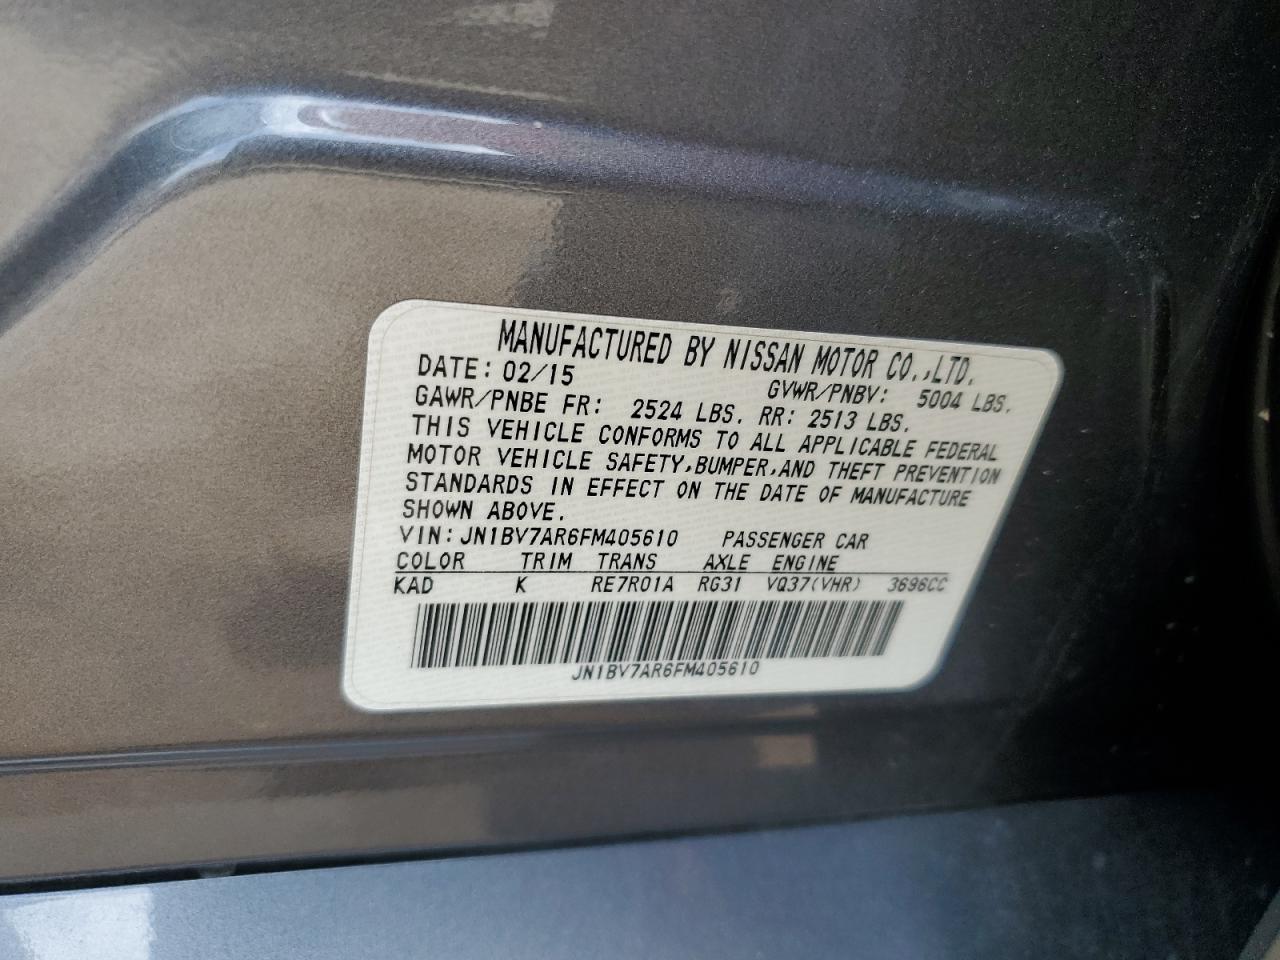 MANUFACTURED BY NISSAN MOTOR CO.,LTD.
DATE: 02/15 GVWR/PNBV: 5004 LBS.
GAWR/PNBE FR: 2524 LBS. RR: 2513 LBS.
THIS VEHICLE CONFORMS TO ALL APPLICABLE FEDERAL
MOTOR VEHICLE SAFETY,BUMPER,AND THEFT PREVENTION
STANDARDS IN EFFECT ON THE DATE OF MANUFACTURE
SHOWN ABOVE.
VIN: JN1BV7AR6FM405610 PASSENGER CAR
COLOR TRIM TRANS AXLE ENGINE
KAD K RE7R01A RG31 VQ37(VHR) 3696CC
JN1BV7AR6FM405610